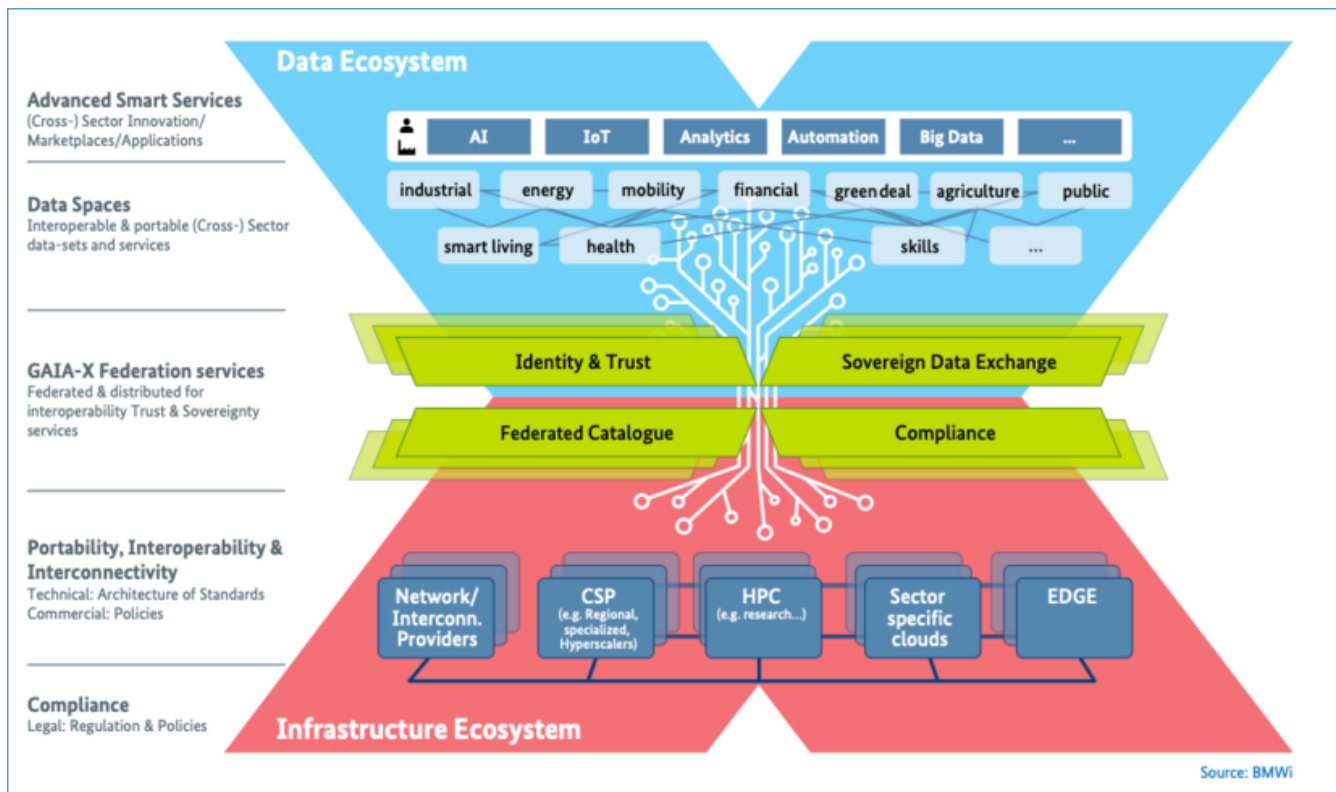 Data Ecosystem
Advanced Smart Services
(Cross-) Sector Innovation/
Marketplaces/Applications
AI
IoT
Analytics
Automation
Big Data
...
Data Spaces
Interoperable & portable (Cross-) Sector
data-sets and services
industrial
energy
mobility
financial
green deal
agriculture
public
smart living
health
skills
...
GAIA-X Federation services
Federated & distributed for
interoperability Trust & Sovereignty
services
Identity & Trust
Sovereign Data Exchange
Federated Catalogue
Compliance
Portability, Interoperability &
Interconnectivity
Technical: Architecture of Standards
Commercial: Policies
Network/
Interconn.
Providers
CSP
(e.g. Regional,
specialized,
Hyperscalers)
HPC
(e.g. research...)
Sector
specific
clouds
EDGE
Compliance
Legal: Regulation & Policies
Infrastructure Ecosystem
Source: BMWi